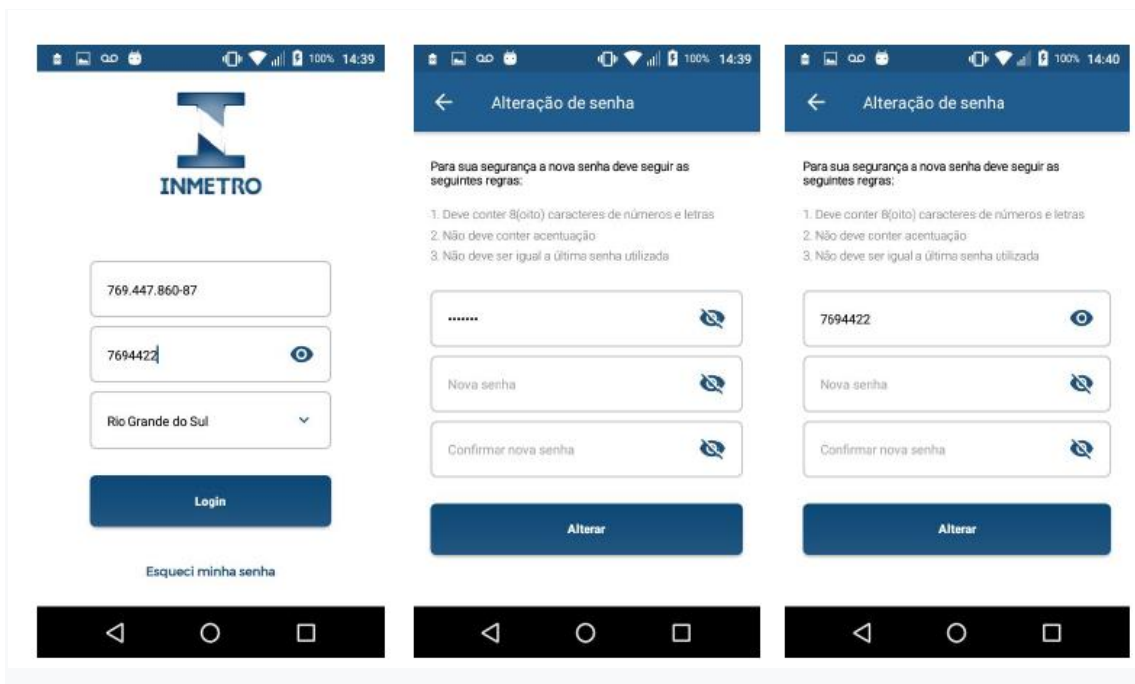 100% 14:39
INMETRO
769.447.860-87
7694422
Rio Grande do Sul
Login
Esqueci minha senha
100% 14:39
Alteração de senha
Para sua segurança a nova senha deve seguir as
seguintes regras:
1. Deve conter 8(oito) caracteres de números e letras
2. Não deve conter acentuação
3. Não deve ser igual a última senha utilizada
Nova senha
Confirmar nova senha
Alterar
100% 14:40
Alteração de senha
Para sua segurança a nova senha deve seguir as
seguintes regras:
1. Deve conter 8(oito) caracteres de números e letras
2. Não deve conter acentuação
3. Não deve ser igual a última senha utilizada
7694422
Nova senha
Confirmar nova senha
Alterar